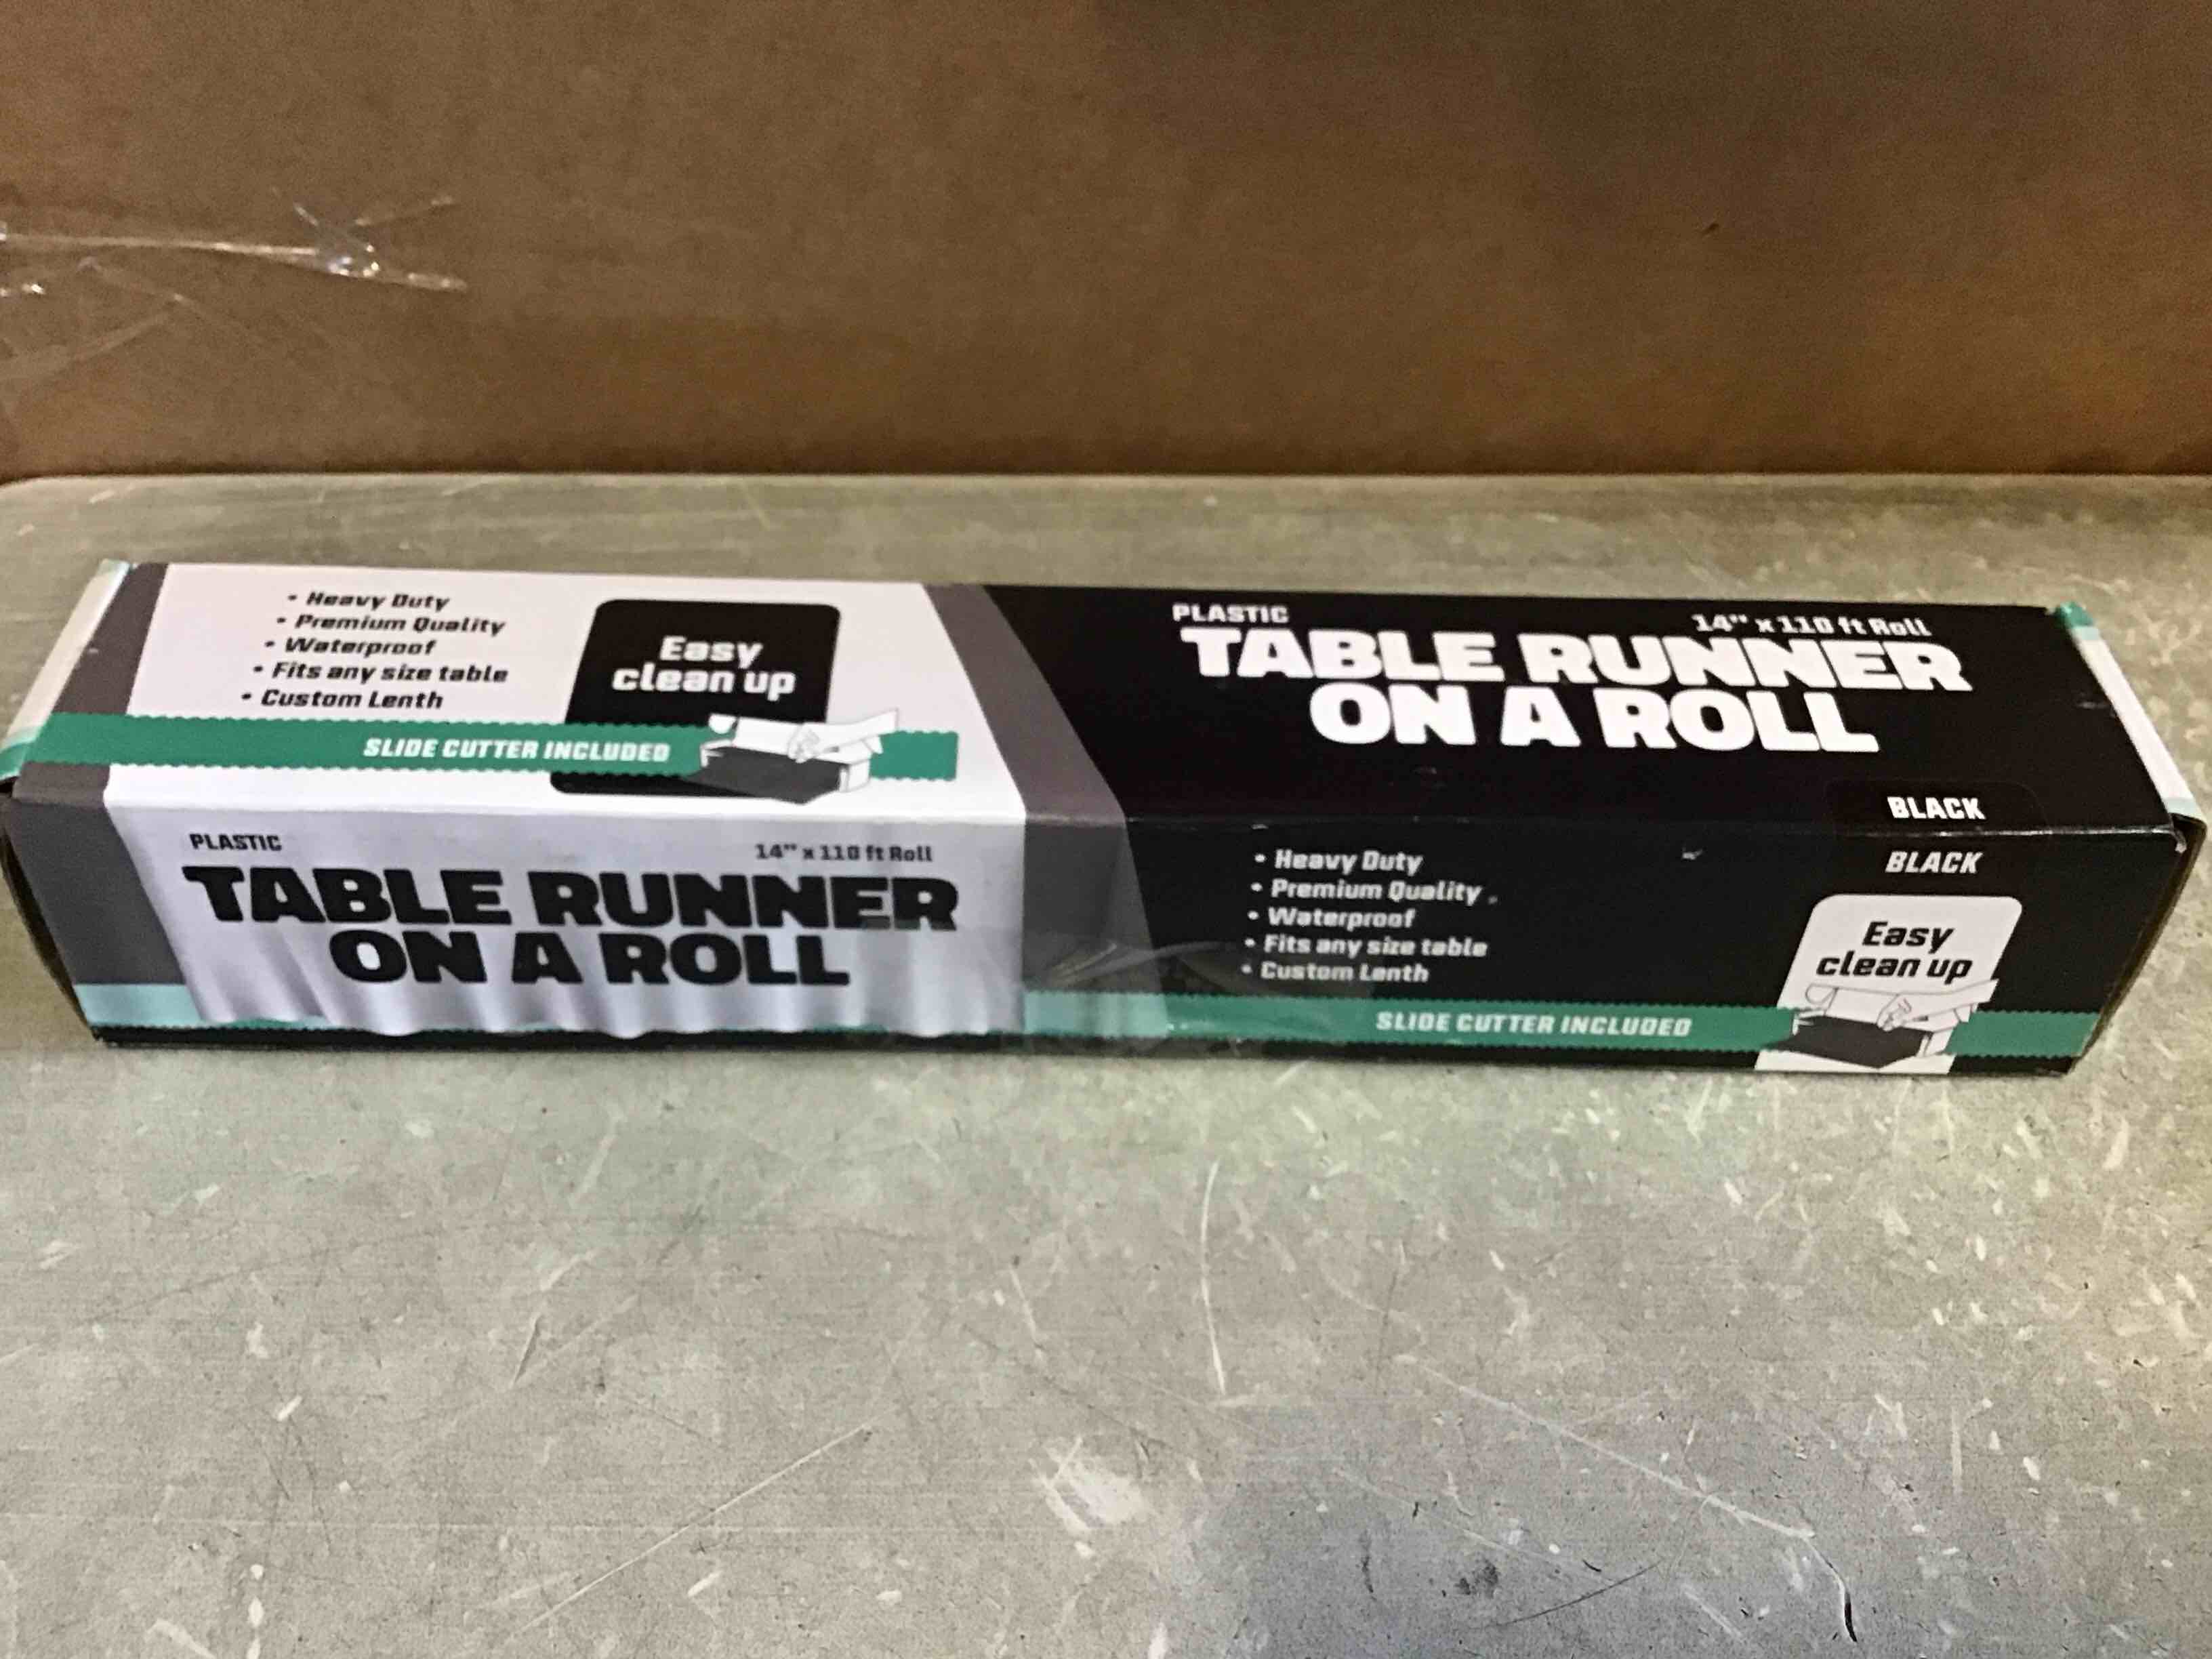 • Heavy Duty
• Premium Quality
• Waterproof
• Fits any size table
• Custom Lenth
Easy
clean up
SLIDE CUTTER INCLUDED
PLASTIC
14" x 110 ft Roll
TABLE RUNNER
ON A ROLL
BLACK
PLASTIC
14" x 110 ft Roll
TABLE RUNNER
ON A ROLL
• Heavy Duty
• Premium Quality
• Waterproof
• Fits any size table
• Custom Lenth
SLIDE CUTTER INCLUDED
BLACK
Easy
clean up